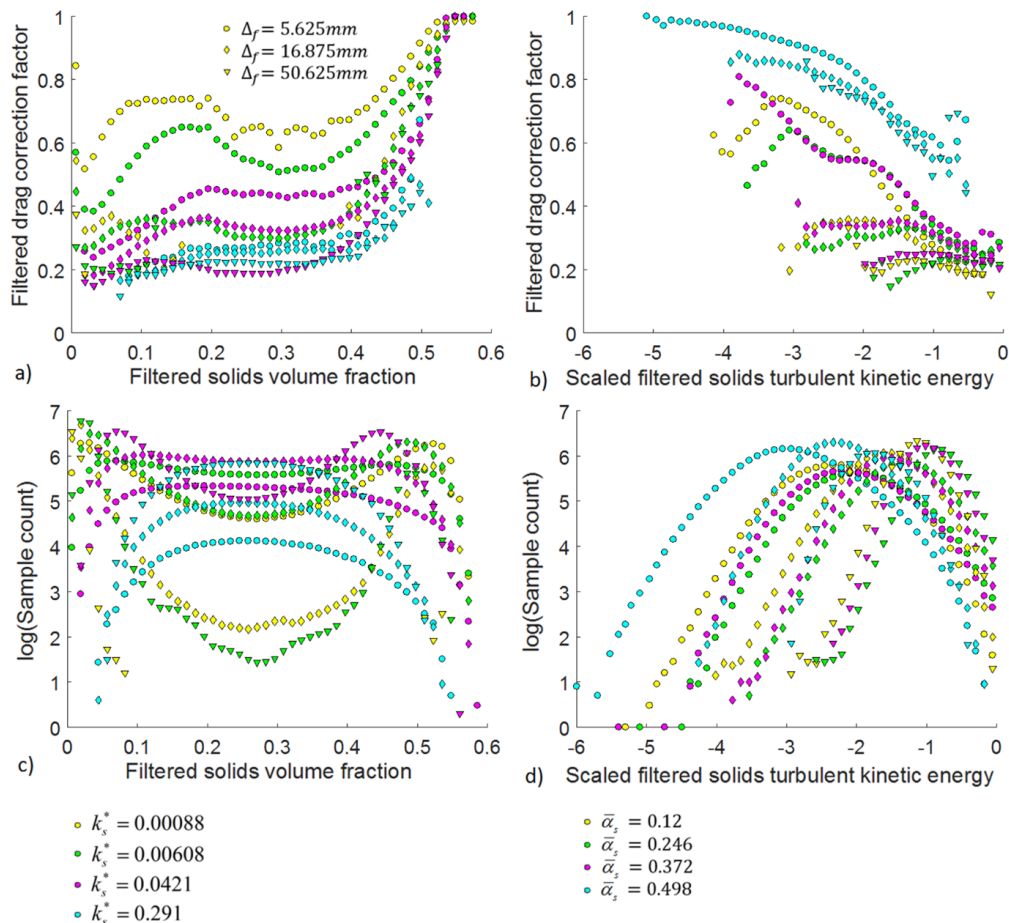 1
0.8
0.6
0.4
0.2
0
Filtered drag correction factor
Δf = 5.625mm
Δf = 16.875mm
Δf = 50.625mm
0 0.1 0.2 0.3 0.4 0.5 0.6
a) Filtered solids volume fraction
1
0.8
0.6
0.4
0.2
0
Filtered drag correction factor
-6 -5 -4 -3 -2 -1 0
b) Scaled filtered solids turbulent kinetic energy
7
6
5
4
3
2
1
0
log(Sample count)
0 0.1 0.2 0.3 0.4 0.5 0.6
c) Filtered solids volume fraction
7
6
5
4
3
2
1
0
log(Sample count)
-6 -5 -4 -3 -2 -1 0
d) Scaled filtered solids turbulent kinetic energy
k*s = 0.00088
k*s = 0.00608
k*s = 0.0421
k*s = 0.291
ᾱs = 0.12
ᾱs = 0.246
ᾱs = 0.372
ᾱs = 0.498